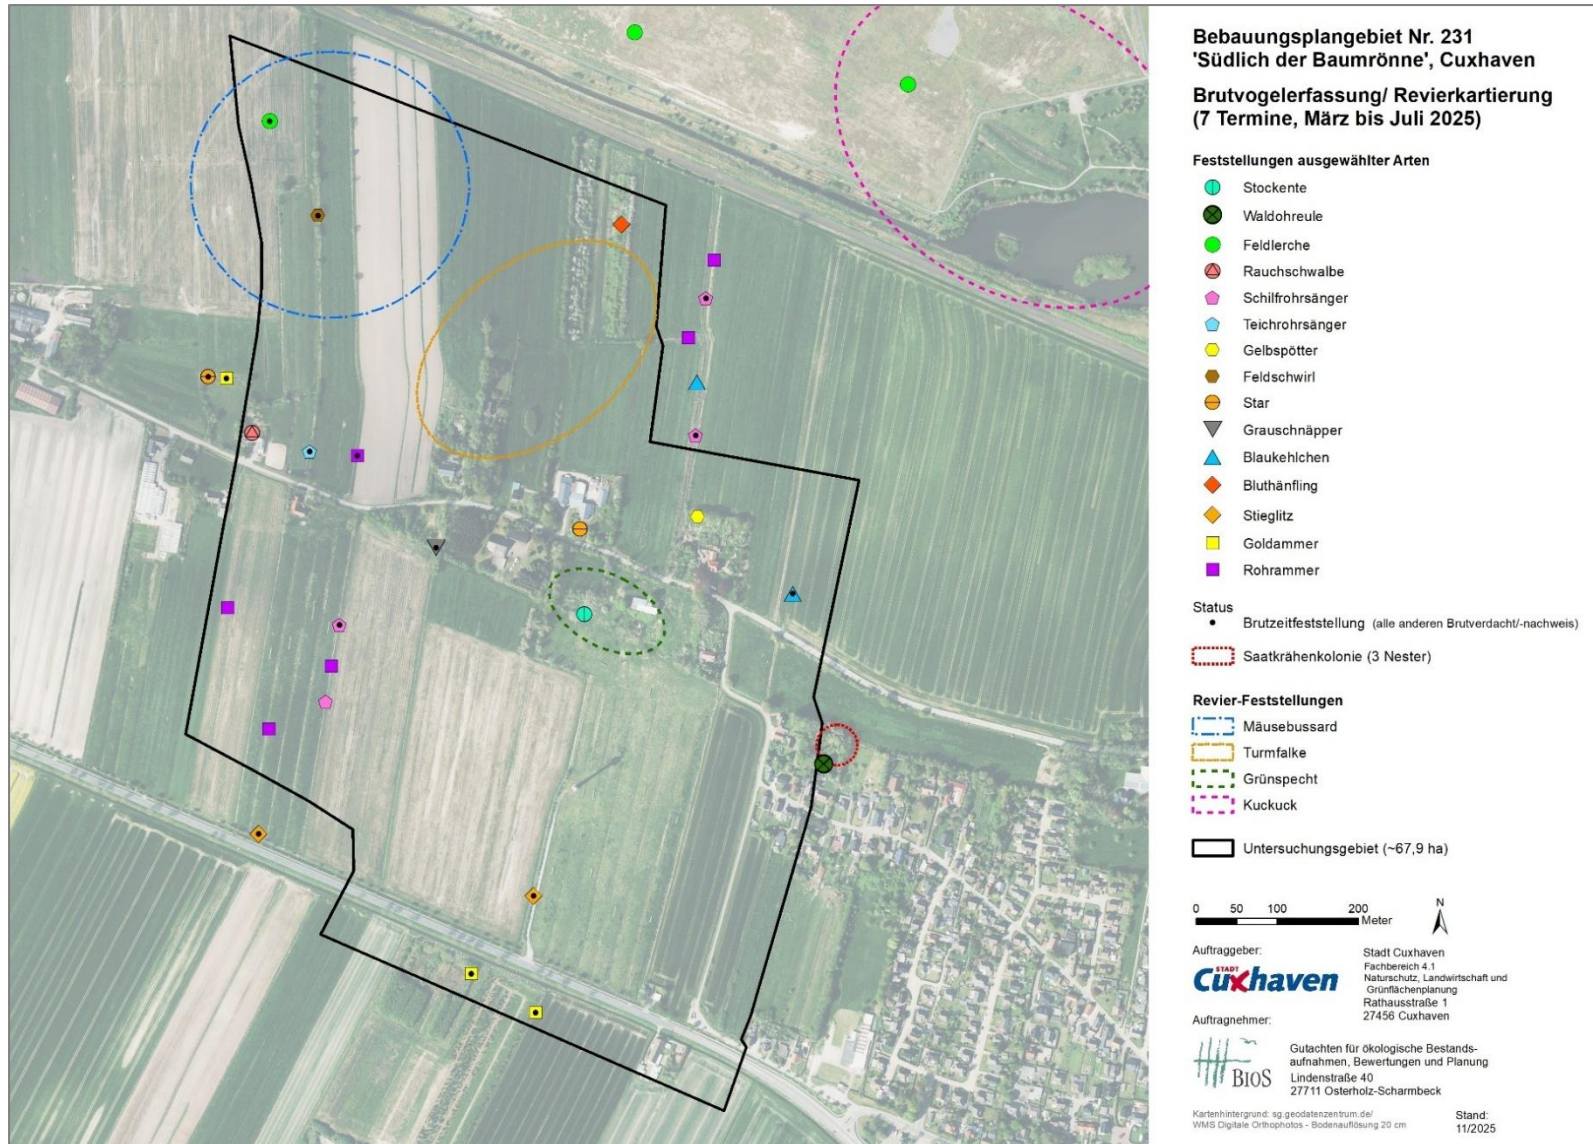 Bebauungsplangebiet Nr. 231
'Südlich der Baumrönne', Cuxhaven
Brutvogelerfassung/ Revierkartierung
(7 Termine, März bis Juli 2025)
Feststellungen ausgewählter Arten
Stockente
Waldohreule
Feldlerche
Rauchschwalbe
Schilfrohrsänger
Teichrohrsänger
Gelbspötter
Feldschwirl
Star
Grauschnäpper
Blaukehlchen
Bluthänfling
Stieglitz
Goldammer
Rohrammer
Status
Brutzeitfeststellung (alle anderen Brutverdacht/-nachweis)
Saatkrähenkolonie (3 Nester)
Revier-Feststellungen
Mäusebussard
Turmfalke
Grünspecht
Kuckuck
Untersuchungsgebiet (~67,9 ha)
0 50 100 200
Meter
N
Auftraggeber:
STADT
Cuxhaven
Stadt Cuxhaven
Fachbereich 4.1
Naturschutz, Landwirtschaft und
Grünflächenplanung
Rathausstraße 1
27456 Cuxhaven
Auftragnehmer:
BIOS
Gutachten für ökologische Bestands-
aufnahmen, Bewertungen und Planung
Lindenstraße 40
27711 Osterholz-Scharmbeck
Kartenhintergrund: sg.geodatenzentrum.de/
WMS Digitale Orthophotos - Bodenauflösung 20 cm
Stand:
11/2025